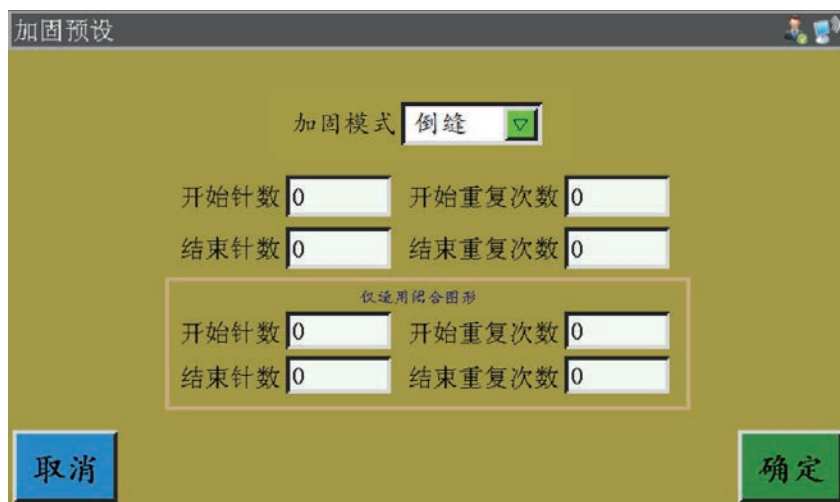 加固预设
加固模式 倒缝
开始针数 0 开始重复次数 0
结束针数 0 结束重复次数 0
仅适用闭合图形
开始针数 0 开始重复次数 0
结束针数 0 结束重复次数 0
取消 确定